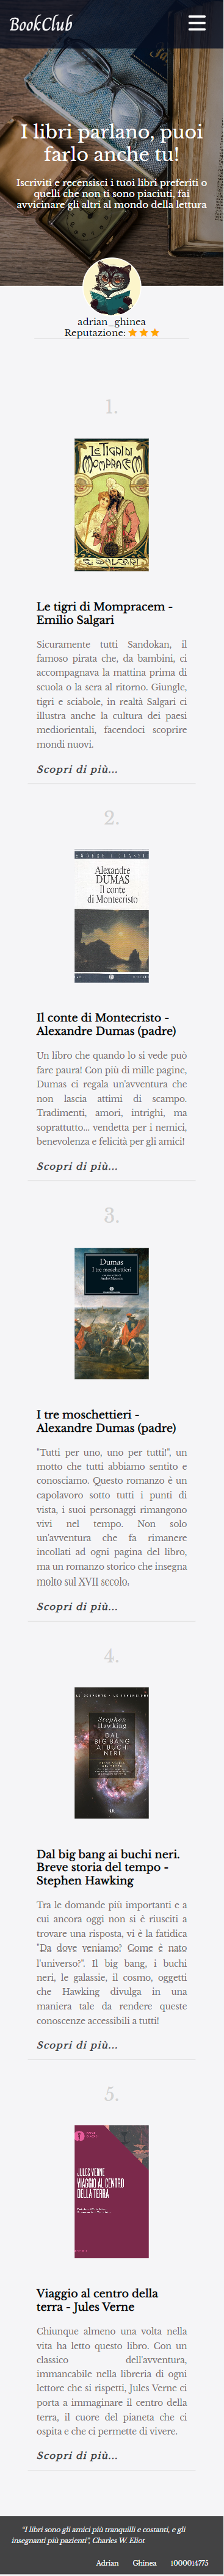 BookClub
I libri parlano, puoi
farlo anche tu!
Iscriviti e recensisci i tuoi libri preferiti o
quelli che non ti sono piaciuti, fai
avvicinare gli altri al mondo della lettura
adrian_ghinea
Reputazione:
1.
LE TIGRI DI
MOMPRACEM
E. SALGARI
Le tigri di Mompracem -
Emilio Salgari
Sicuramente tutti Sandokan, il
famoso pirata che, da bambini, ci
accompagnava la mattina prima di
scuola o la sera al ritorno. Giungle,
tigri e sciabole, in realtà Salgari ci
illustra anche la cultura dei paesi
mediorientali, facendoci scoprire
mondi nuovi.
Scopri di più...
2.
Alexandre
DUMAS
Il conte
di Montecristo
Il conte di Montecristo -
Alexandre Dumas (padre)
Un libro che quando lo si vede può
fare paura! Con più di mille pagine,
Dumas ci regala un'avventura che
non lascia attimi di scampo.
Tradimenti, amori, intrighi, ma
soprattutto... vendetta per i nemici,
benevolenza e felicità per gli amici!
Scopri di più...
3.
Dumas
I tre moschettieri
I tre moschettieri -
Alexandre Dumas (padre)
"Tutti per uno, uno per tutti!", un
motto che tutti abbiamo sentito e
conosciamo. Questo romanzo è un
capolavoro sotto tutti i punti di
vista, i suoi personaggi rimangono
vivi nel tempo. Non solo
un'avventura che fa rimanere
incollati ad ogni pagina del libro,
ma un romanzo storico che insegna
molto sul XVII secolo.
Scopri di più...
4.
Stephen
Hawking
DAL
BIG BANG
AI BUCHI
NERI
Dal big bang ai buchi neri.
Breve storia del tempo -
Stephen Hawking
Tra le domande più importanti e a
cui ancora oggi non si è riusciti a
trovare una risposta, vi è la fatidica
"Da dove veniamo? Come è nato
l'universo?". Il big bang, i buchi
neri, le galassie, il cosmo, oggetti
che Hawking divulga in una
maniera tale da rendere queste
conoscenze accessibili a tutti!
Scopri di più...
5.
JULES VERNE
VIAGGIO AL CENTRO
DELLA TERRA
Viaggio al centro della
terra - Jules Verne
Chiunque almeno una volta nella
vita ha letto questo libro. Con un
classico dell'avventura,
immancabile nella libreria di ogni
lettore che si rispetti, Jules Verne ci
porta a immaginare il centro della
terra, il cuore del pianeta che ci
ospita e che ci permette di vivere.
Scopri di più...
"I libri sono gli amici più tranquilli e costanti, e gli
insegnanti più pazienti", Charles W. Eliot
Adrian Ghinea 1000014775